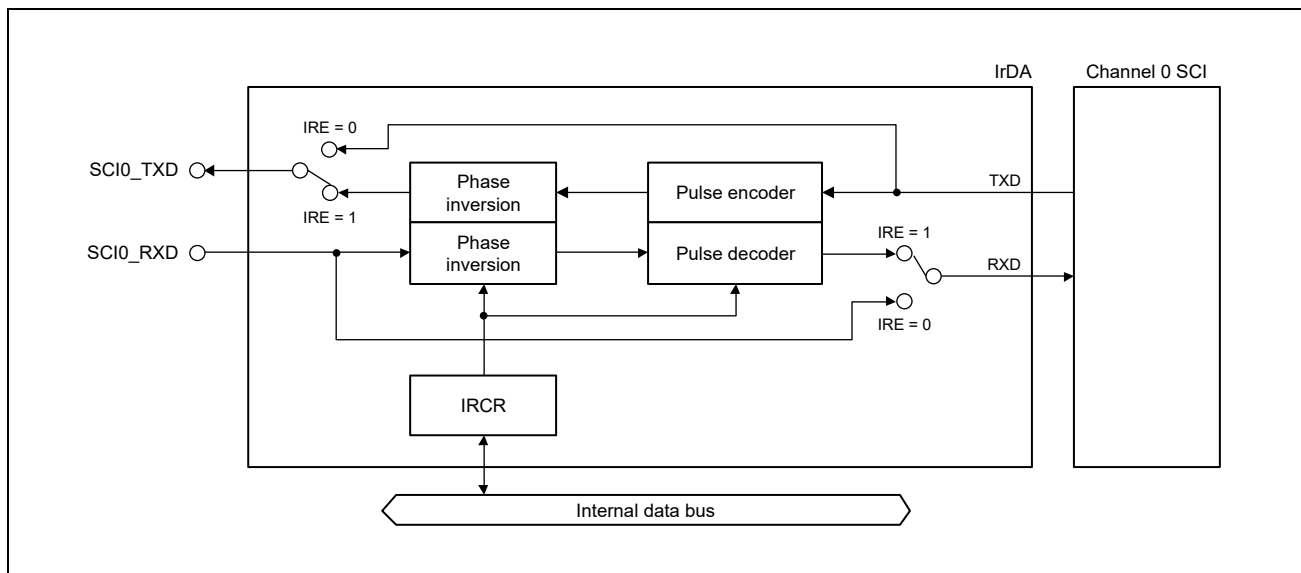 IrDA
Channel 0 SCI
IRE = 0
SCI0_TXD
Phase
inversion
Pulse encoder
TXD
IRE = 1
SCI0_RXD
Phase
inversion
Pulse decoder
IRE = 1
RXD
IRE = 0
IRCR
Internal data bus